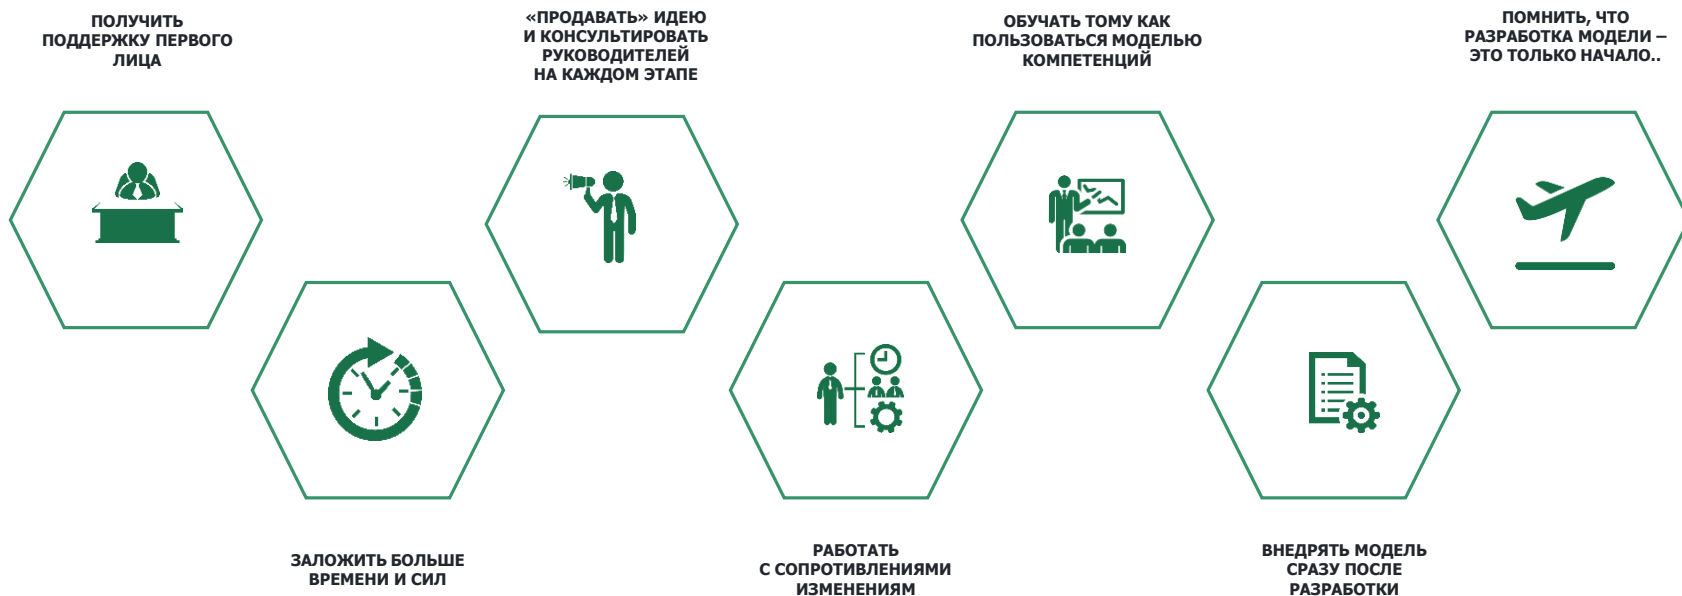 ПОЛУЧИТЬ
ПОДДЕРЖКУ ПЕРВОГО
ЛИЦА
ЗАЛОЖИТЬ БОЛЬШЕ
ВРЕМЕНИ И СИЛ
«ПРОДАВАТЬ» ИДЕЮ
И КОНСУЛЬТИРОВАТЬ
РУКОВОДИТЕЛЕЙ
НА КАЖДОМ ЭТАПЕ
РАБОТАТЬ
С СОПРОТИВЛЕНИЯМИ
ИЗМЕНЕНИЯМ
ОБУЧАТЬ ТОМУ КАК
ПОЛЬЗОВАТЬСЯ МОДЕЛЬЮ
КОМПЕТЕНЦИЙ
ВНЕДРЯТЬ МОДЕЛЬ
СРАЗУ ПОСЛЕ
РАЗРАБОТКИ
ПОМНИТЬ, ЧТО
РАЗРАБОТКА МОДЕЛИ –
ЭТО ТОЛЬКО НАЧАЛО..